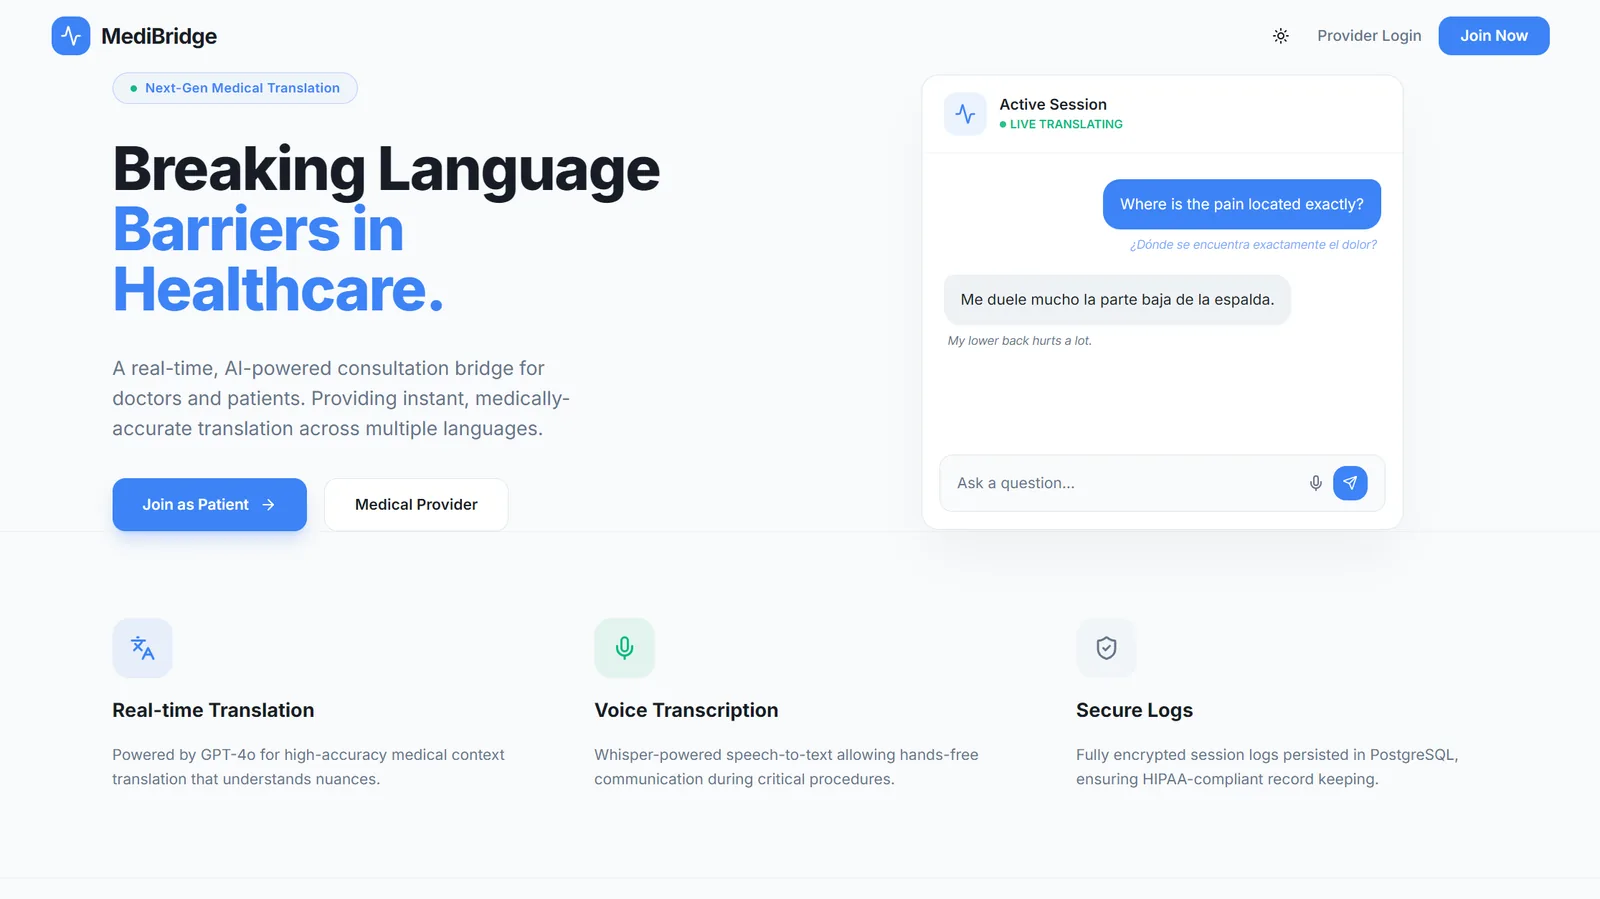 MediBridge
Provider Login
Join Now
Next-Gen Medical Translation
Breaking Language
Barriers in
Healthcare.
A real-time, AI-powered consultation bridge for
doctors and patients. Providing instant, medically-
accurate translation across multiple languages.
Join as Patient
Medical Provider
Active Session
LIVE TRANSLATING
Where is the pain located exactly?
¿Dónde se encuentra exactamente el dolor?
Me duele mucho la parte baja de la espalda.
My lower back hurts a lot.
Ask a question...
Real-time Translation
Powered by GPT-4o for high-accuracy medical context
translation that understands nuances.
Voice Transcription
Whisper-powered speech-to-text allowing hands-free
communication during critical procedures.
Secure Logs
Fully encrypted session logs persisted in PostgreSQL,
ensuring HIPAA-compliant record keeping.